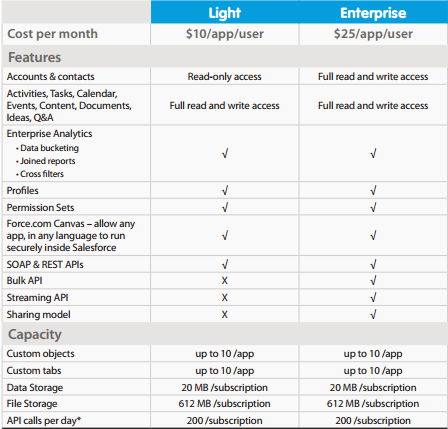 Light Enterprise
Cost per month $10/app/user $25/app/user
Features
Accounts & contacts Read-only access Full read and write access
Activities, Tasks, Calendar,
Events, Content, Documents, Full read and write access Full read and write access
Ideas, Q&A
Enterprise Analytics
• Data bucketing √ √
• Joined reports
• Cross filters
Profiles √ √
Permission Sets √ √
Force.com Canvas – allow any
app, in any language to run √ √
securely inside Salesforce
SOAP & REST APIs √ √
Bulk API X √
Streaming API X √
Sharing model X √
Capacity
Custom objects up to 10 /app up to 10 /app
Custom tabs up to 10 /app up to 10 /app
Data Storage 20 MB /subscription 20 MB /subscription
File Storage 612 MB /subscription 612 MB /subscription
API calls per day* 200 /subscription 200 /subscription